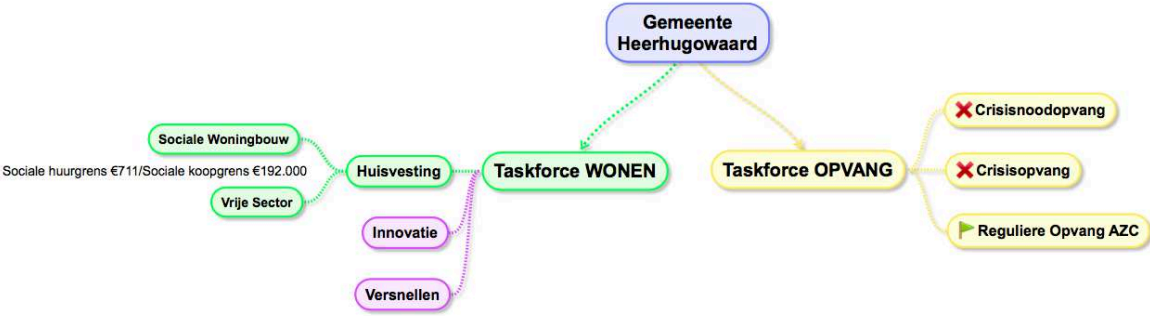 Gemeente
Heerhugowaard
Taskforce WONEN
Huisvesting
Sociale Woningbouw
Sociale huurgrens €711/Sociale koopgrens €192.000
Vrije Sector
Innovatie
Versnellen
Taskforce OPVANG
Crisisnoodopvang
Crisisopvang
Reguliere Opvang AZC